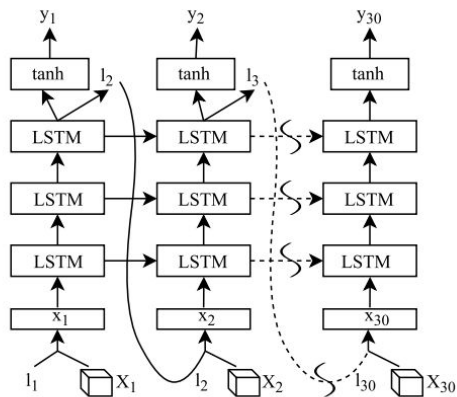 y₁ y₂ y₃₀
tanh l₂ tanh l₃ tanh
LSTM LSTM LSTM
LSTM LSTM LSTM
LSTM LSTM LSTM
x₁ x₂ x₃₀
l₁ X₁ l₂ X₂ l₃₀ X₃₀